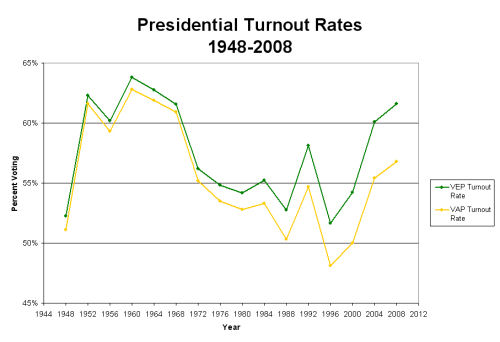 Presidential Turnout Rates
1948-2008
65%
60%
55%
50%
45%
Percent Voting
1944 1948 1952 1956 1960 1964 1968 1972 1976 1980 1984 1988 1992 1996 2000 2004 2008 2012
Year
VEP Turnout
Rate
VAP Turnout
Rate